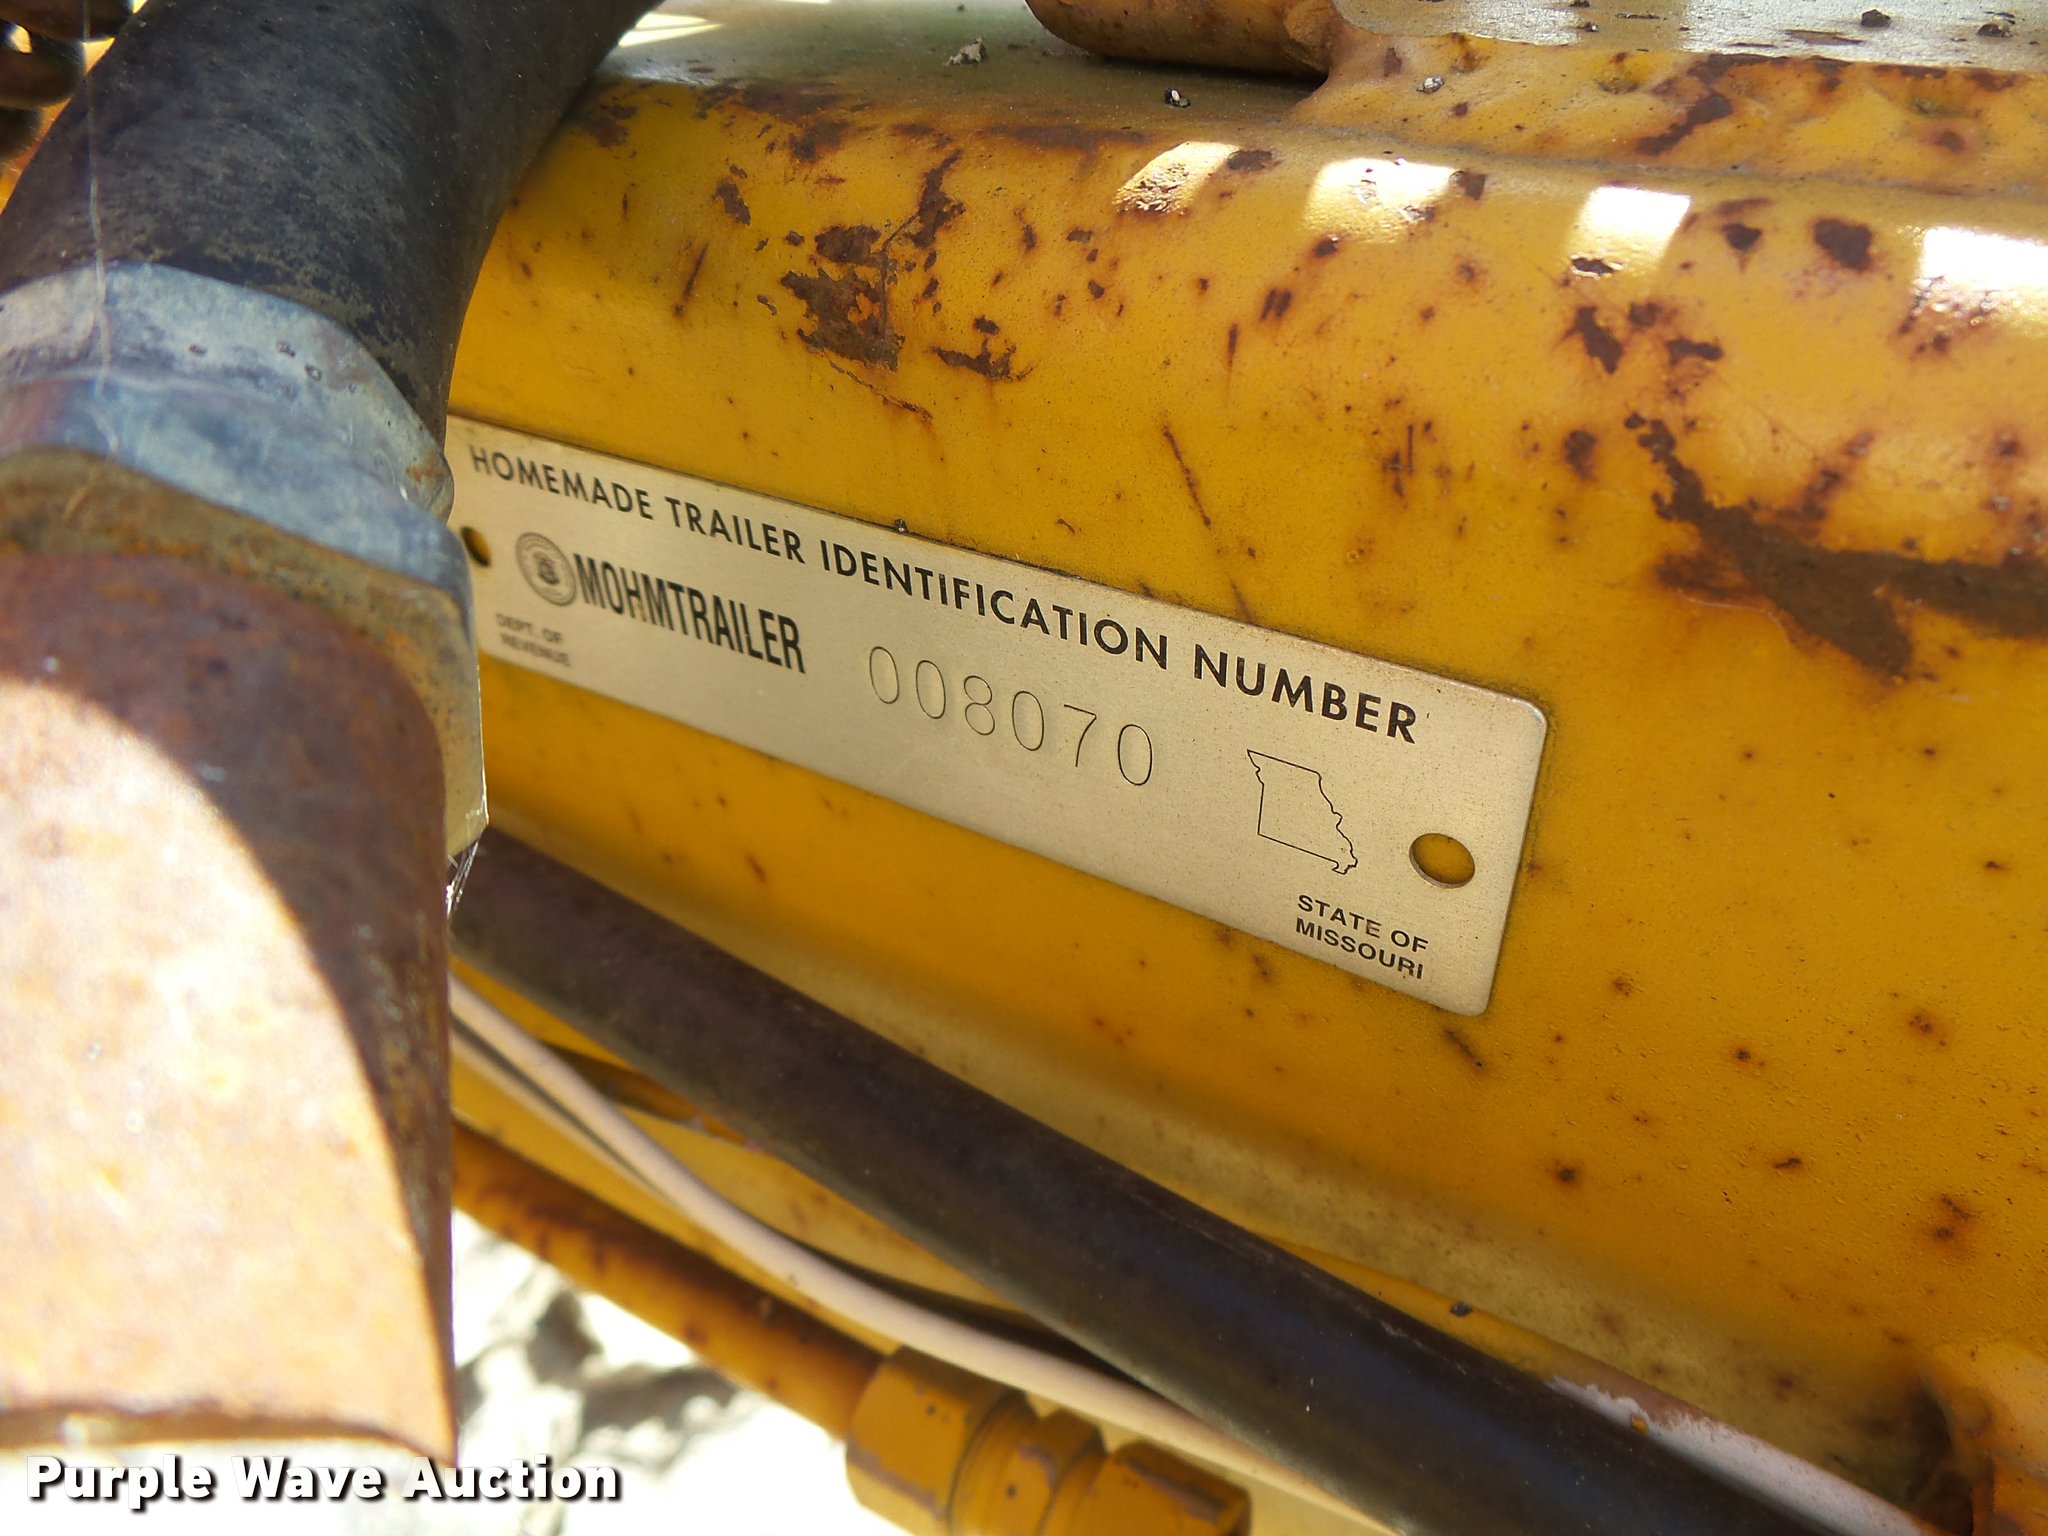 HOMEMADE TRAILER IDENTIFICATION NUMBER
MOHMTRAILER 008070
DEPT. OF
REVENUE
STATE OF
MISSOURI
Purple Wave Auction